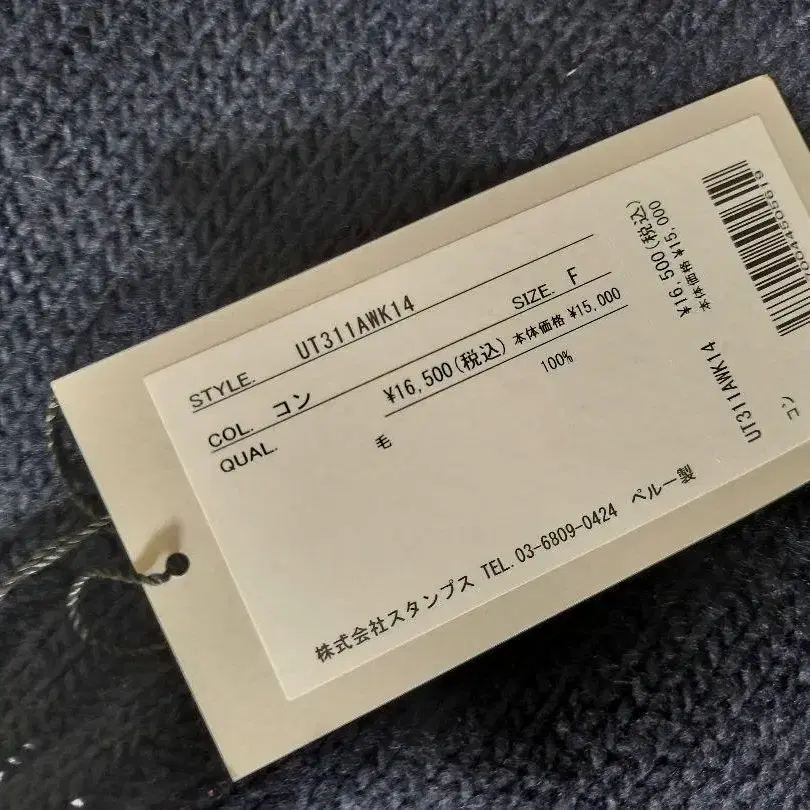 STYLE. UT311AWK14
SIZE. F
COL. コン
¥16,500(税込) 本体価格 ¥15,000
QUAL.
毛 100%
株式会社スタンプス TEL.03-6809-0424 ペルー製
¥16,500(税込)
本体価格 ¥15,000
UT311AWK14
コン